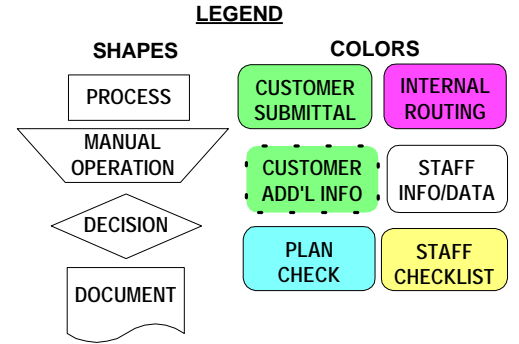 LEGEND
SHAPES
PROCESS
MANUAL
OPERATION
DECISION
DOCUMENT
COLORS
CUSTOMER
SUBMITTAL
INTERNAL
ROUTING
CUSTOMER
ADD'L INFO
STAFF
INFO/DATA
PLAN
CHECK
STAFF
CHECKLIST